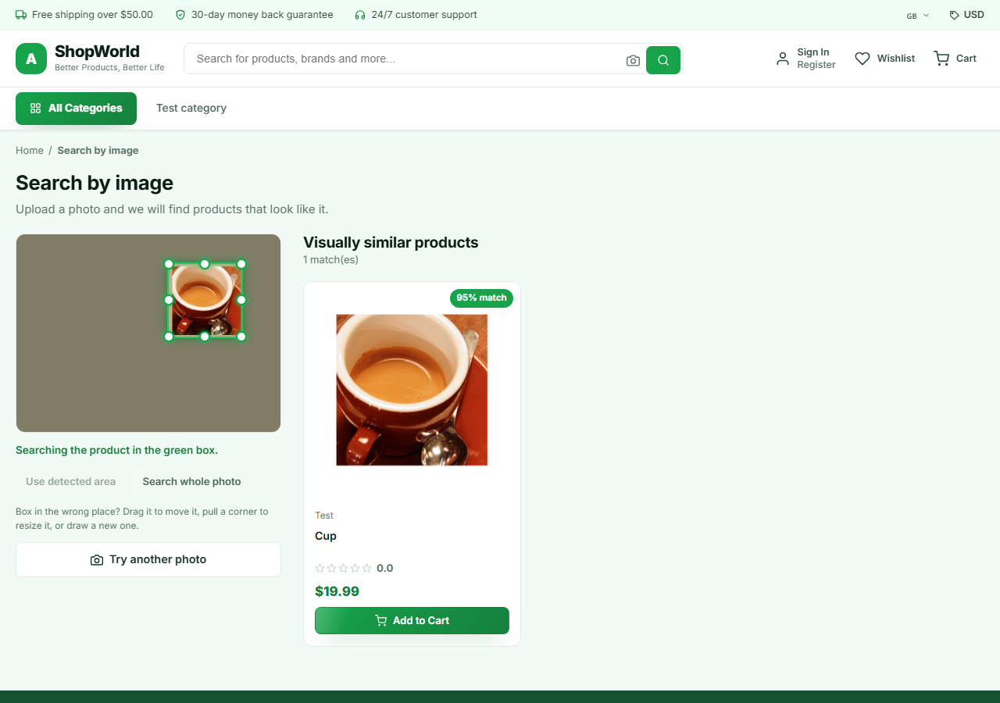 Free shipping over $50.00
30-day money back guarantee
24/7 customer support
GB
USD
A
ShopWorld
Better Products, Better Life
Search for products, brands and more...
Sign In
Register
Wishlist
Cart
All Categories
Test category
Home / Search by image
Search by image
Upload a photo and we will find products that look like it.
Searching the product in the green box.
Use detected area
Search whole photo
Box in the wrong place? Drag it to move it, pull a corner to
resize it, or draw a new one.
Try another photo
Visually similar products
1 match(es)
95% match
Test
Cup
0.0
$19.99
Add to Cart